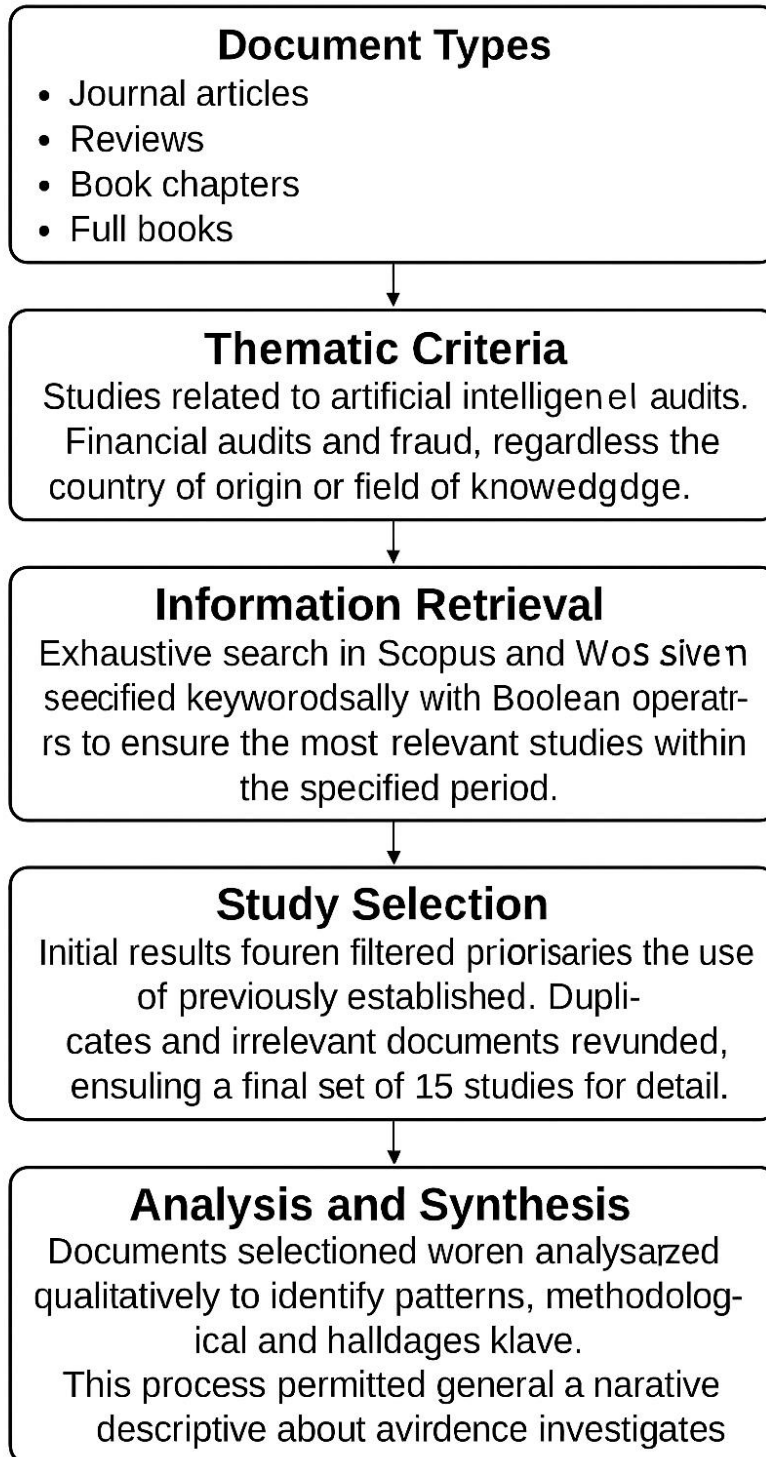 Document Types
• Journal articles
• Reviews
• Book chapters
• Full books
Thematic Criteria
Studies related to artificial intelligenel audits.
Financial audits and fraud, regardless the
country of origin or field of knowedgdge.
Information Retrieval
Exhaustive search in Scopus and Wos siven
seecified keyworodsally with Boolean operatr-
rs to ensure the most relevant studies within
the specified period.
Study Selection
Initial results fouren filtered priorisaries the use
of previously established. Dupli-
cates and irrelevant documents revunded,
ensuling a final set of 15 studies for detail.
Analysis and Synthesis
Documents selectioned woren analysarzed
qualitatively to identify patterns, methodolog-
ical and halldages klave.
This process permitted general a narative
descriptive about avirdence investigates